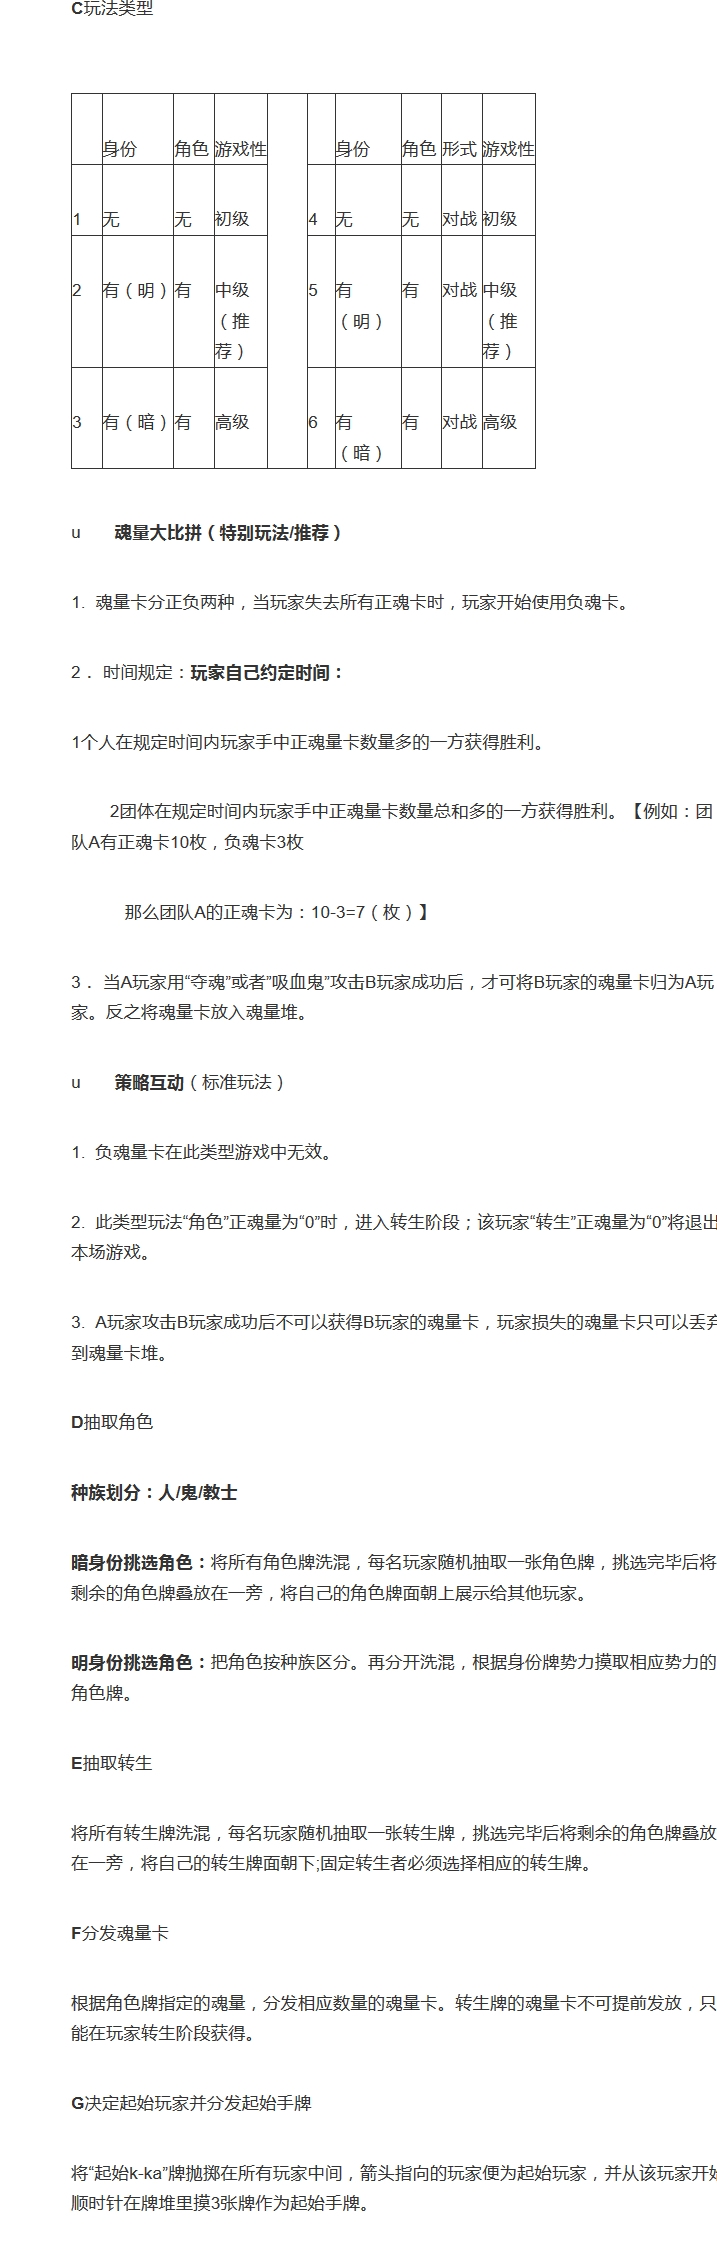 C玩法类型
身份 角色 游戏性 身份 角色 形式 游戏性
1 无 无 初级 4 无 无 对战 初级
2 有（明） 有 中级（推荐） 5 有（明） 有 对战 中级（推荐）
3 有（暗） 有 高级 6 有（暗） 有 对战 高级
u 魂量大比拼（特别玩法/推荐）
1. 魂量卡分正负两种，当玩家失去所有正魂卡时，玩家开始使用负魂卡。
2． 时间规定：玩家自己约定时间：
1个人在规定时间内玩家手中正魂量卡数量多的一方获得胜利。
2团体在规定时间内玩家手中正魂量卡数量总和多的一方获得胜利。【例如：团
队A有正魂卡10枚，负魂卡3枚
那么团队A的正魂卡为：10-3=7（枚）】
3． 当A玩家用“夺魂”或者”吸血鬼”攻击B玩家成功后，才可将B玩家的魂量卡归为A玩
家。反之将魂量卡放入魂量堆。
u 策略互动（标准玩法）
1. 负魂量卡在此类型游戏中无效。
2. 此类型玩法“角色”正魂量为“0”时，进入转生阶段；该玩家“转生”正魂量为“0”将退出
本场游戏。
3. A玩家攻击B玩家成功后不可以获得B玩家的魂量卡，玩家损失的魂量卡只可以丢弃
到魂量卡堆。
D抽取角色
种族划分：人/鬼/教士
暗身份挑选角色：将所有角色牌洗混，每名玩家随机抽取一张角色牌，挑选完毕后将
剩余的角色牌叠放在一旁，将自己的角色牌面朝上展示给其他玩家。
明身份挑选角色：把角色按种族区分。再分开洗混，根据身份牌势力摸取相应势力的
角色牌。
E抽取转生
将所有转生牌洗混，每名玩家随机抽取一张转生牌，挑选完毕后将剩余的角色牌叠放
在一旁，将自己的转生牌面朝下;固定转生者必须选择相应的转生牌。
F分发魂量卡
根据角色牌指定的魂量，分发相应数量的魂量卡。转生牌的魂量卡不可提前发放，只
能在玩家转生阶段获得。
G决定起始玩家并分发起始手牌
将“起始k-ka”牌抛掷在所有玩家中间，箭头指向的玩家便为起始玩家，并从该玩家开始
顺时针在牌堆里摸3张牌作为起始手牌。